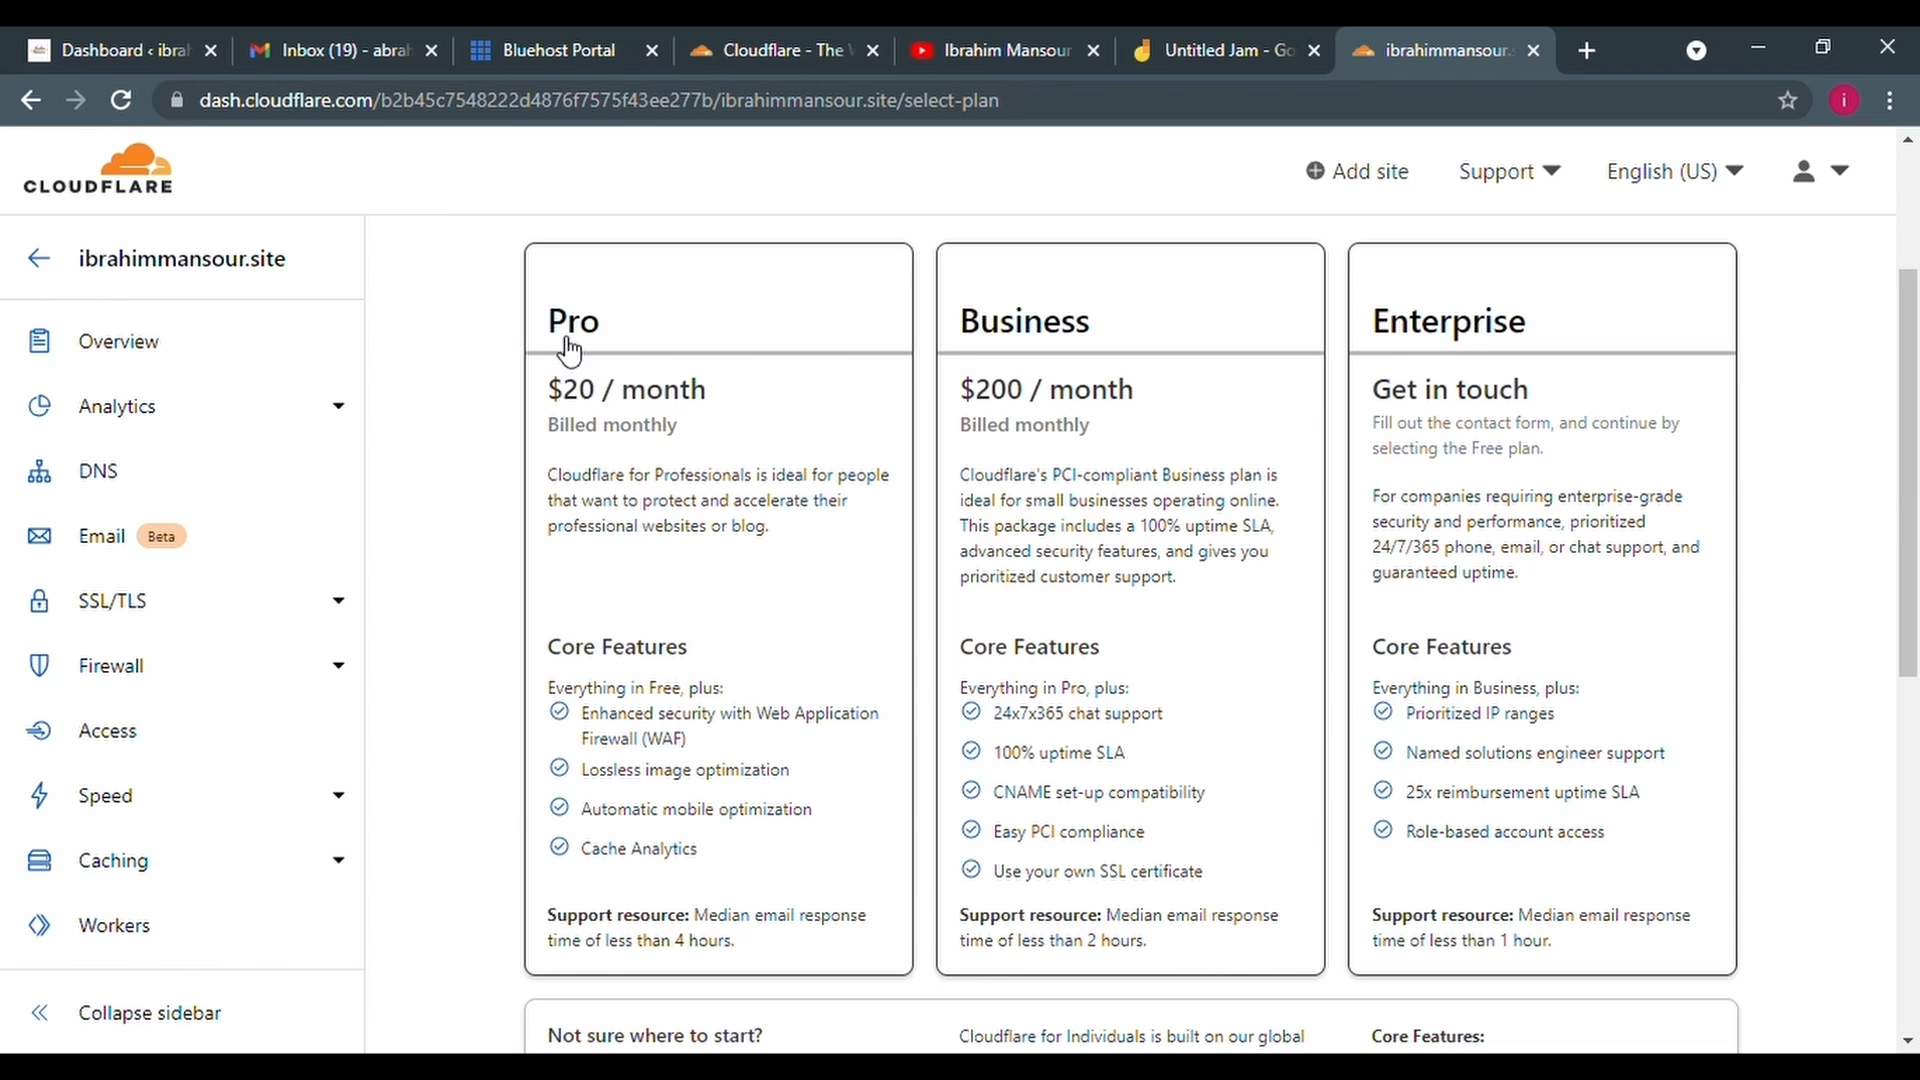 Dashboard ‹ ibrah
Inbox (19) - abrah
Bluehost Portal
Cloudflare - The
Ibrahim Mansour
Untitled Jam - Go
ibrahimmansour.
dash.cloudflare.com/b2b45c7548222d4876f7575f43ee277b/ibrahimmansour.site/select-plan
i
CLOUDFLARE
Add site
Support
English (US)
ibrahimmansour.site
Overview
Analytics
DNS
Email Beta
SSL/TLS
Firewall
Access
Speed
Caching
Workers
Collapse sidebar
Pro
$20 / month
Billed monthly
Cloudflare for Professionals is ideal for people
that want to protect and accelerate their
professional websites or blog.
Core Features
Everything in Free, plus:
Enhanced security with Web Application
Firewall (WAF)
Lossless image optimization
Automatic mobile optimization
Cache Analytics
Support resource: Median email response
time of less than 4 hours.
Business
$200 / month
Billed monthly
Cloudflare's PCI-compliant Business plan is
ideal for small businesses operating online.
This package includes a 100% uptime SLA,
advanced security features, and gives you
prioritized customer support.
Core Features
Everything in Pro, plus:
24x7x365 chat support
100% uptime SLA
CNAME set-up compatibility
Easy PCI compliance
Use your own SSL certificate
Support resource: Median email response
time of less than 2 hours.
Enterprise
Get in touch
Fill out the contact form, and continue by
selecting the Free plan.
For companies requiring enterprise-grade
security and performance, prioritized
24/7/365 phone, email, or chat support, and
guaranteed uptime.
Core Features
Everything in Business, plus:
Prioritized IP ranges
Named solutions engineer support
25x reimbursement uptime SLA
Role-based account access
Support resource: Median email response
time of less than 1 hour.
Not sure where to start?
Cloudflare for Individuals is built on our global
Core Features: